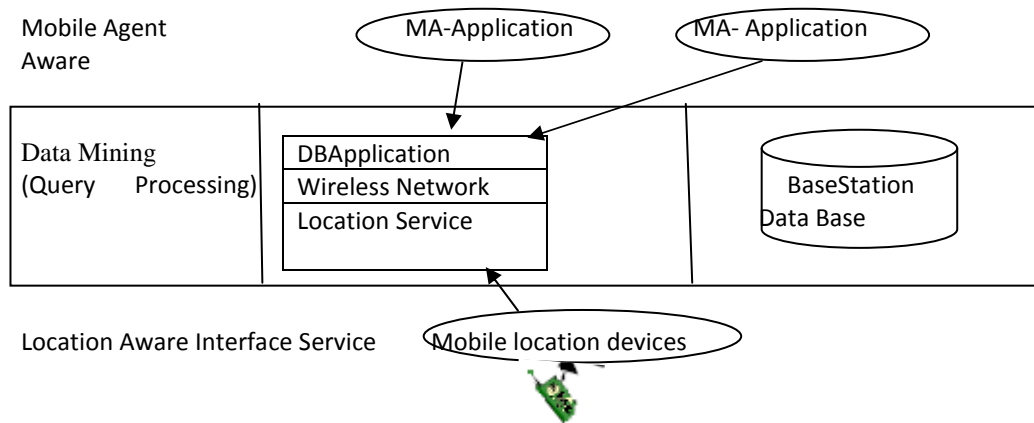 Mobile Agent
Aware
MA-Application
MA- Application
Data Mining
(Query Processing)
DBApplication
Wireless Network
Location Service
BaseStation
Data Base
Location Aware Interface Service
Mobile location devices